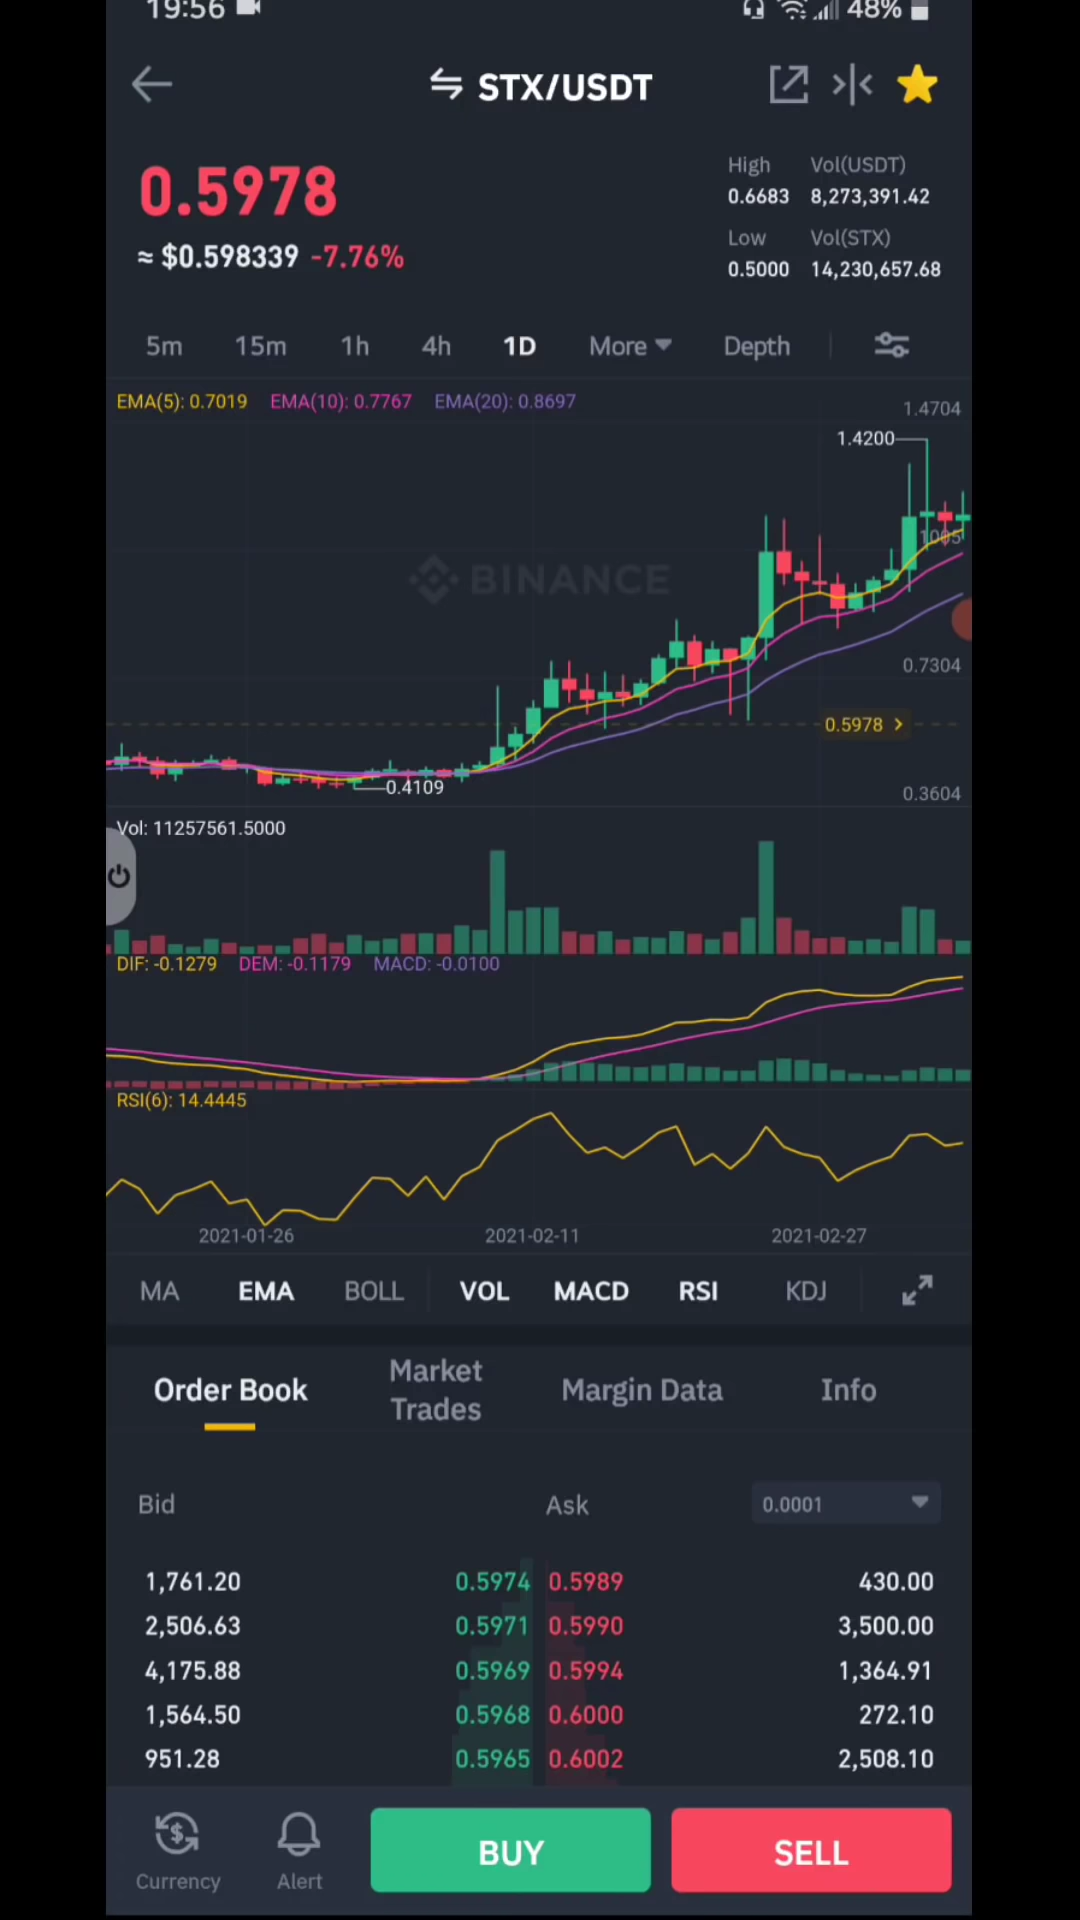 19:56 48%
STX/USDT
0.5978
≈ $0.598339 -7.76%
High Vol(USDT)
0.6683 8,273,391.42
Low Vol(STX)
0.5000 14,230,657.68
5m 15m 1h 4h 1D More Depth
EMA(5): 0.7019 EMA(10): 0.7767 EMA(20): 0.8697
1.4704
1.4200
BINANCE
0.7304
0.5978
0.4109
0.3604
Vol: 11257561.5000
DIF: -0.1279 DEM: -0.1179 MACD: -0.0100
RSI(6): 14.4445
2021-01-26 2021-02-11 2021-02-27
MA EMA BOLL VOL MACD RSI KDJ
Order Book Market Trades Margin Data Info
Bid Ask 0.0001
1,761.20 0.5974 0.5989 430.00
2,506.63 0.5971 0.5990 3,500.00
4,175.88 0.5969 0.5994 1,364.91
1,564.50 0.5968 0.6000 272.10
951.28 0.5965 0.6002 2,508.10
Currency Alert BUY SELL